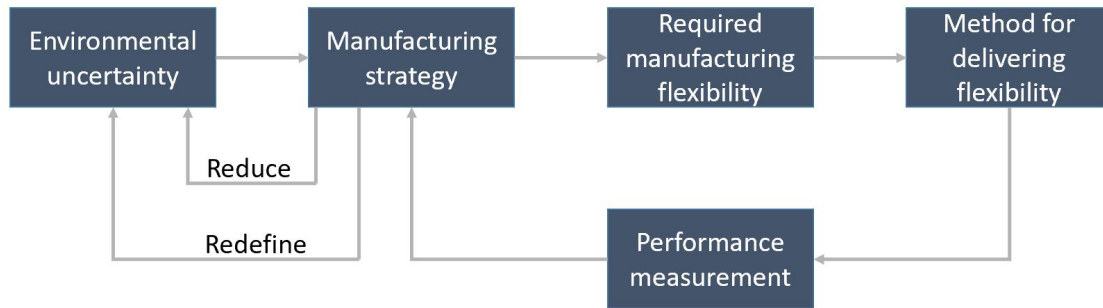 Environmental
uncertainty
Manufacturing
strategy
Required
manufacturing
flexibility
Method for
delivering
flexibility
Reduce
Redefine
Performance
measurement